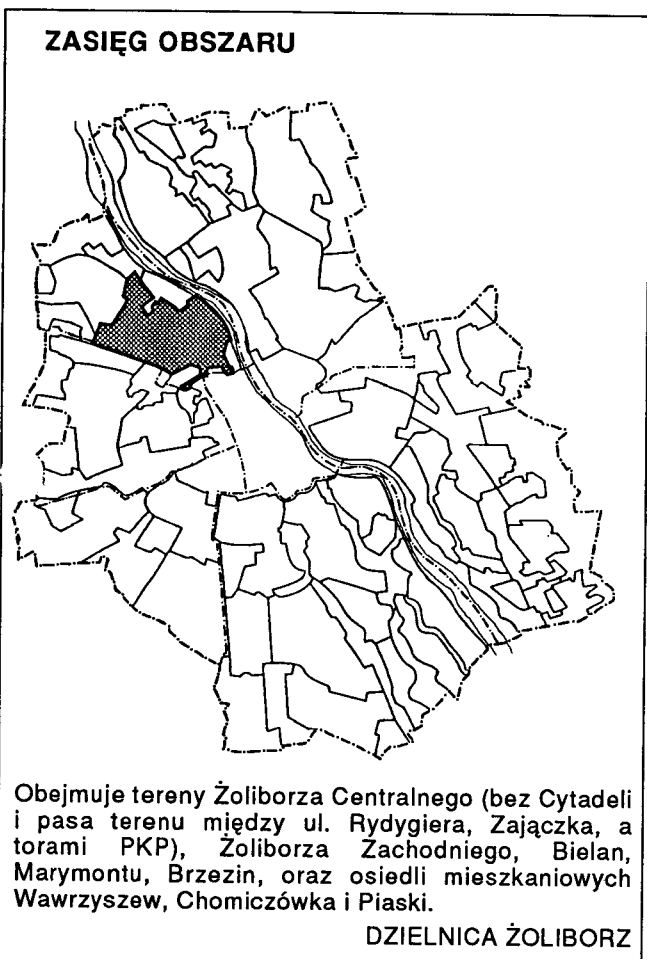 ZASIĘG OBSZARU
Obejmuje tereny Żoliborza Centralnego (bez Cytadeli
i pasa terenu między ul. Rydygiera, Zajączka, a
torami PKP), Żoliborza Zachodniego, Bielan,
Marymontu, Brzezin, oraz osiedli mieszkaniowych
Wawrzyszew, Chomiczówka i Piaski.
DZIELNICA ŻOLIBORZ